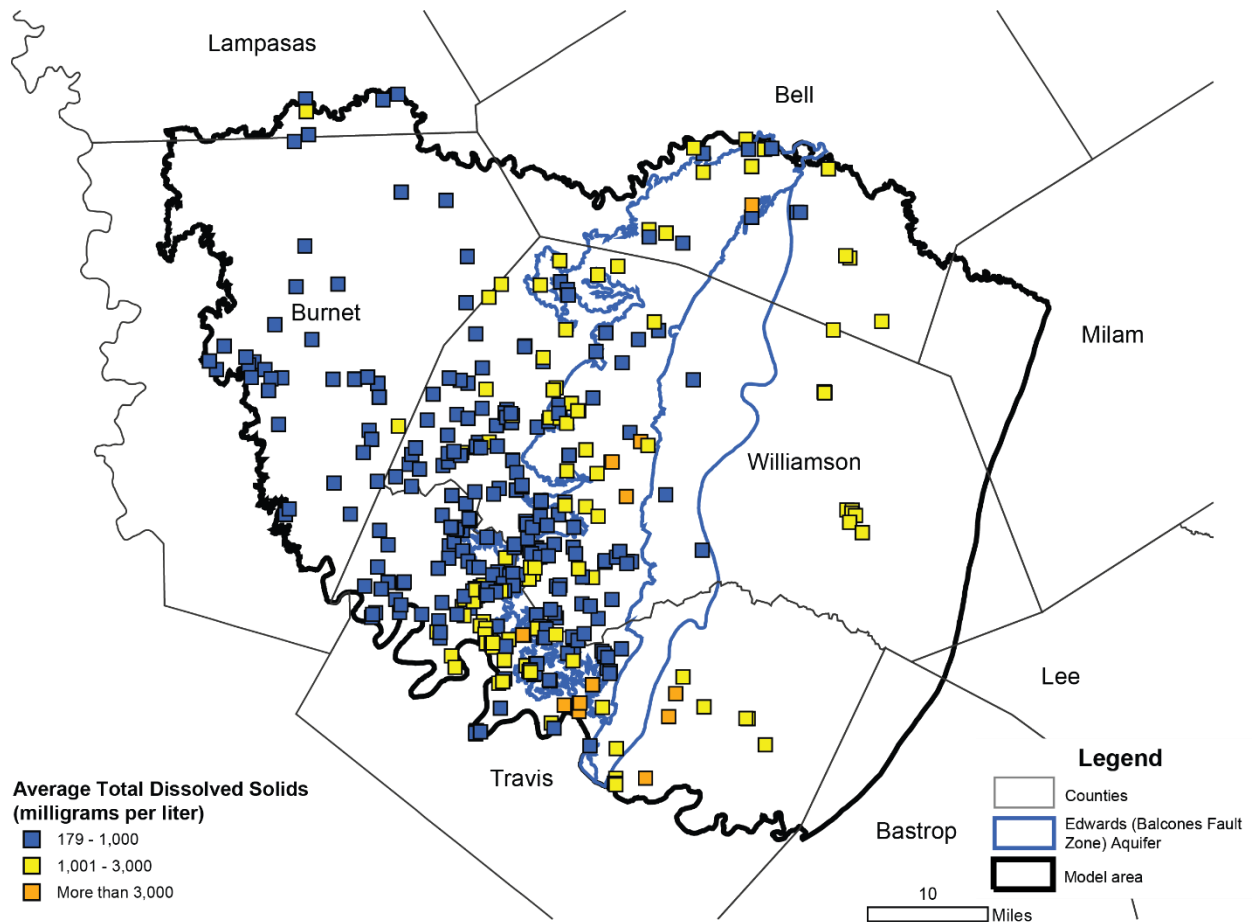 Lampasas
Bell
Burnet
Milam
Williamson
Lee
Travis
Bastrop
Average Total Dissolved Solids
(milligrams per liter)
179 - 1,000
1,001 - 3,000
More than 3,000
Legend
Counties
Edwards (Balcones Fault
Zone) Aquifer
Model area
10
Miles